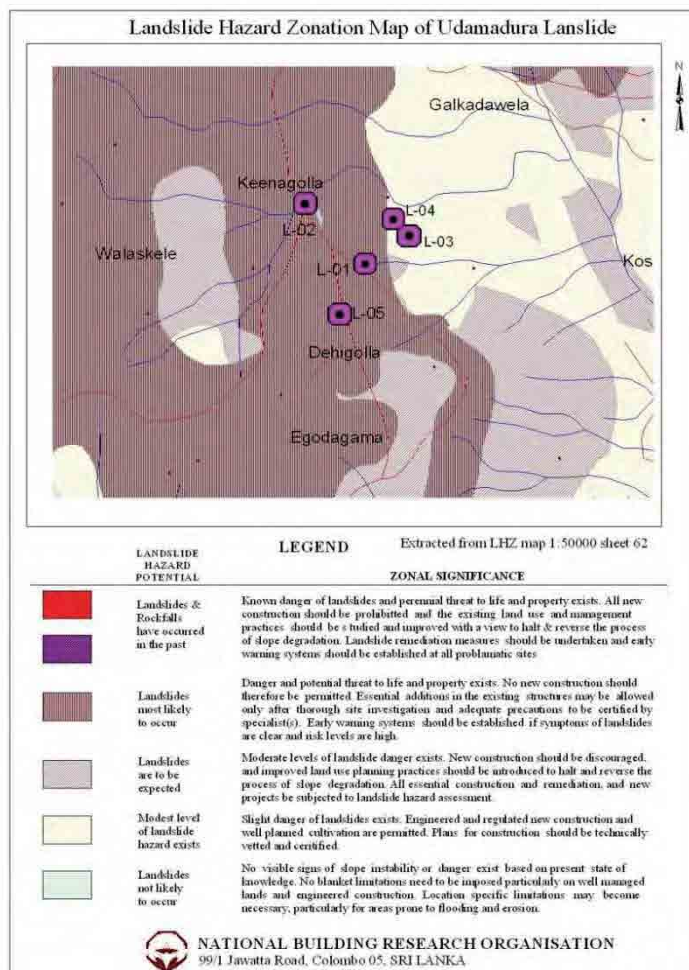 Landslide Hazard Zonation Map of Udamadura Lanslide
N
Galkadawela
Keenagolla
L-04
L-02
L-03
Walaskele
L-01
Kos
L-05
Dehigolla
Egodagama
LEGEND
Extracted from LHZ map 1:50000 sheet 62
LANDSLIDE
HAZARD
POTENTIAL
ZONAL SIGNIFICANCE
Landslides &
Rockfalls
have occurred
in the past
Known danger of landslides and perennial threat to life and property exists. All new
construction should be prohibitted and the existing land use and management
practices should be s tudied and improved with a view to halt & reverse the process
of slope degradation. Landslide remediation measures should be undertaken and early
warning systems should be established at all problamatic sites
Landslides
most likely
to occur
Danger and potential threat to life and property exists. No new construction should
therefore be permitted. Essential additions in the existing structures may be allowed
only after thorough site investigation and adequate precautions to be certified by
specialist(s). Early warning systems should be established if symptoms of landslides
are clear and risk levels are high.
Landslides
are to be
expected
Moderate levels of landslide danger exists. New construction should be discouraged,
and improved land use planning practices should be introduced to halt and reverse the
process of slope degradation. All essential construction and remediation, and new
projects be subjected to landslide hazard assessment.
Modest level
of landslide
hazard exists
Slight danger of landslides exists. Engineered and regulated new construction and
well planned cultivation are permitted. Plans for construction should be technically
vetted and ceritified.
Landslides
not likely
to occur
No visible signs of slope instability or danger exist based on present state of
knowledge. No blanket limitations need to be imposed particularly on well managed
lands and engineered construction. Location specific limitations may become
necessary, particularly for areas prone to flooding and erosion.
NATIONAL BUILDING RESEARCH ORGANISATION
99/1 Jawatta Road, Colombo 05, SRI LANKA